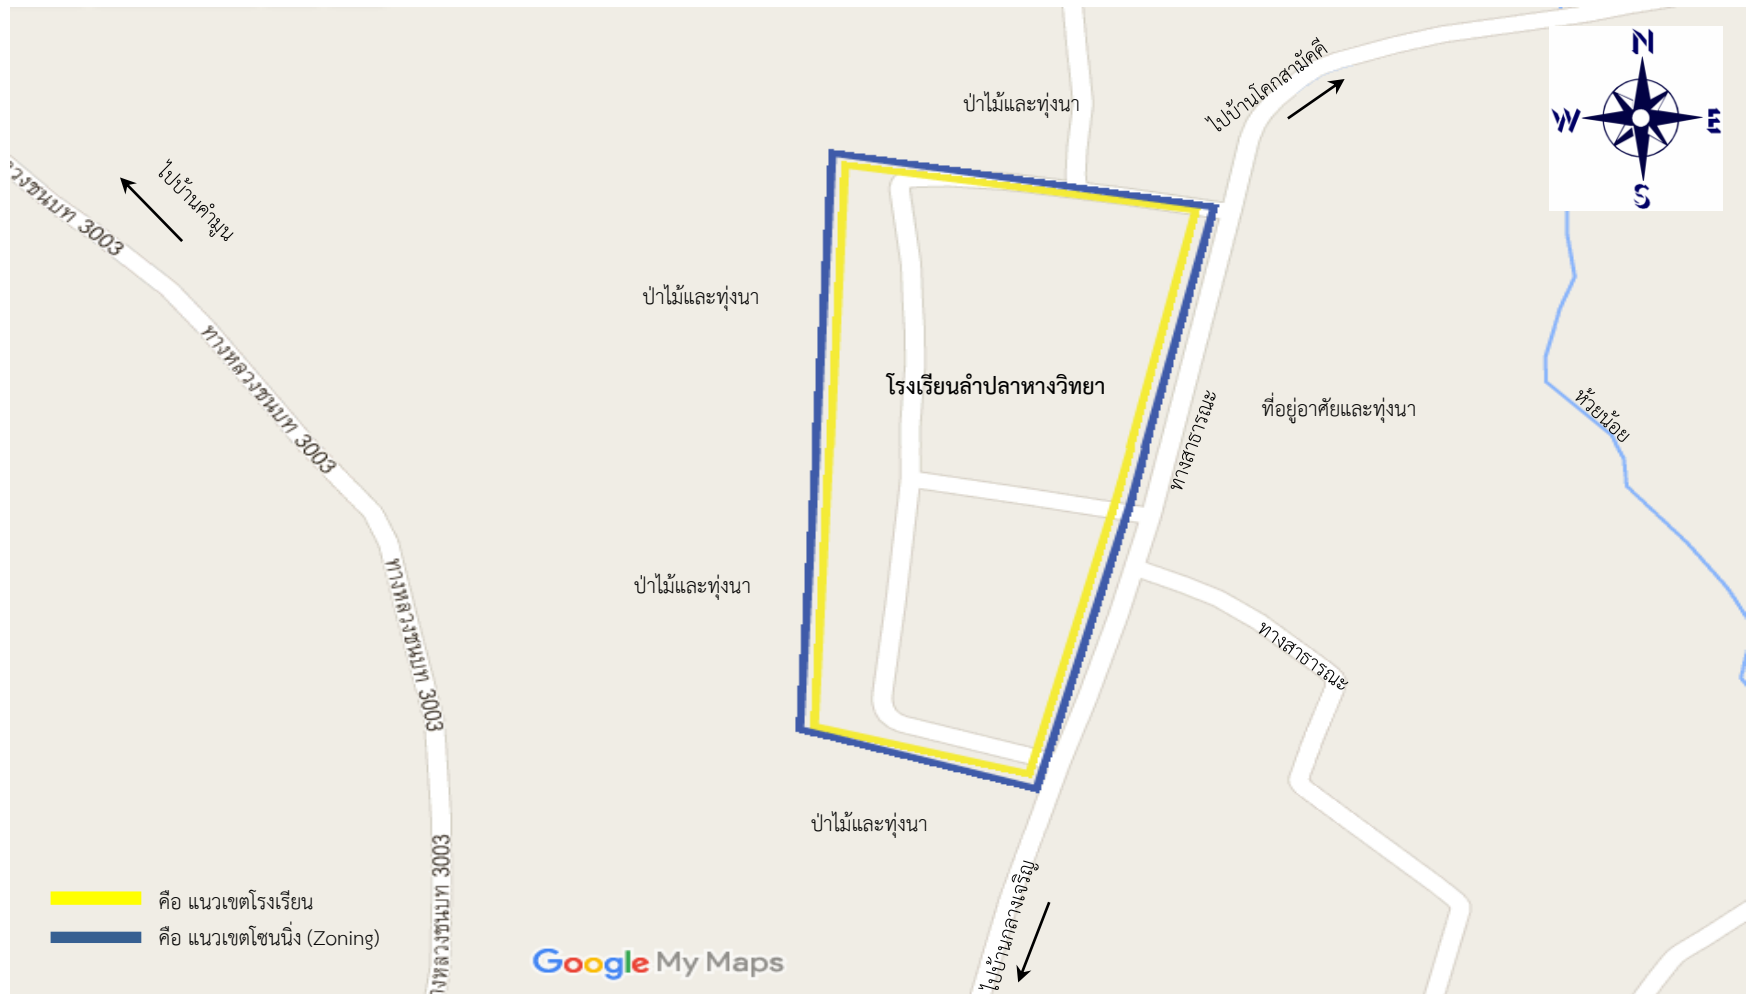 N
W
E
S
ไปบ้านโคกสามัคคี
ป่าไม้และทุ่งนา
ไปบ้านคำมูน
ทางหลวงชนบท 3003
ป่าไม้และทุ่งนา
ทางหลวงชนบท 3003
โรงเรียนลำปลาหางวิทยา
ทางสาธารณะ
ที่อยู่อาศัยและทุ่งนา
ห้วยน้อย
ป่าไม้และทุ่งนา
ทางหลวงชนบท 3003
ทางสาธารณะ
ป่าไม้และทุ่งนา
ทางหลวงชนบท 3003
ไปบ้านกลางเจริญ
คือ แนวเขตโรงเรียน
คือ แนวเขตโซนนิ่ง (Zoning)
Google My Maps